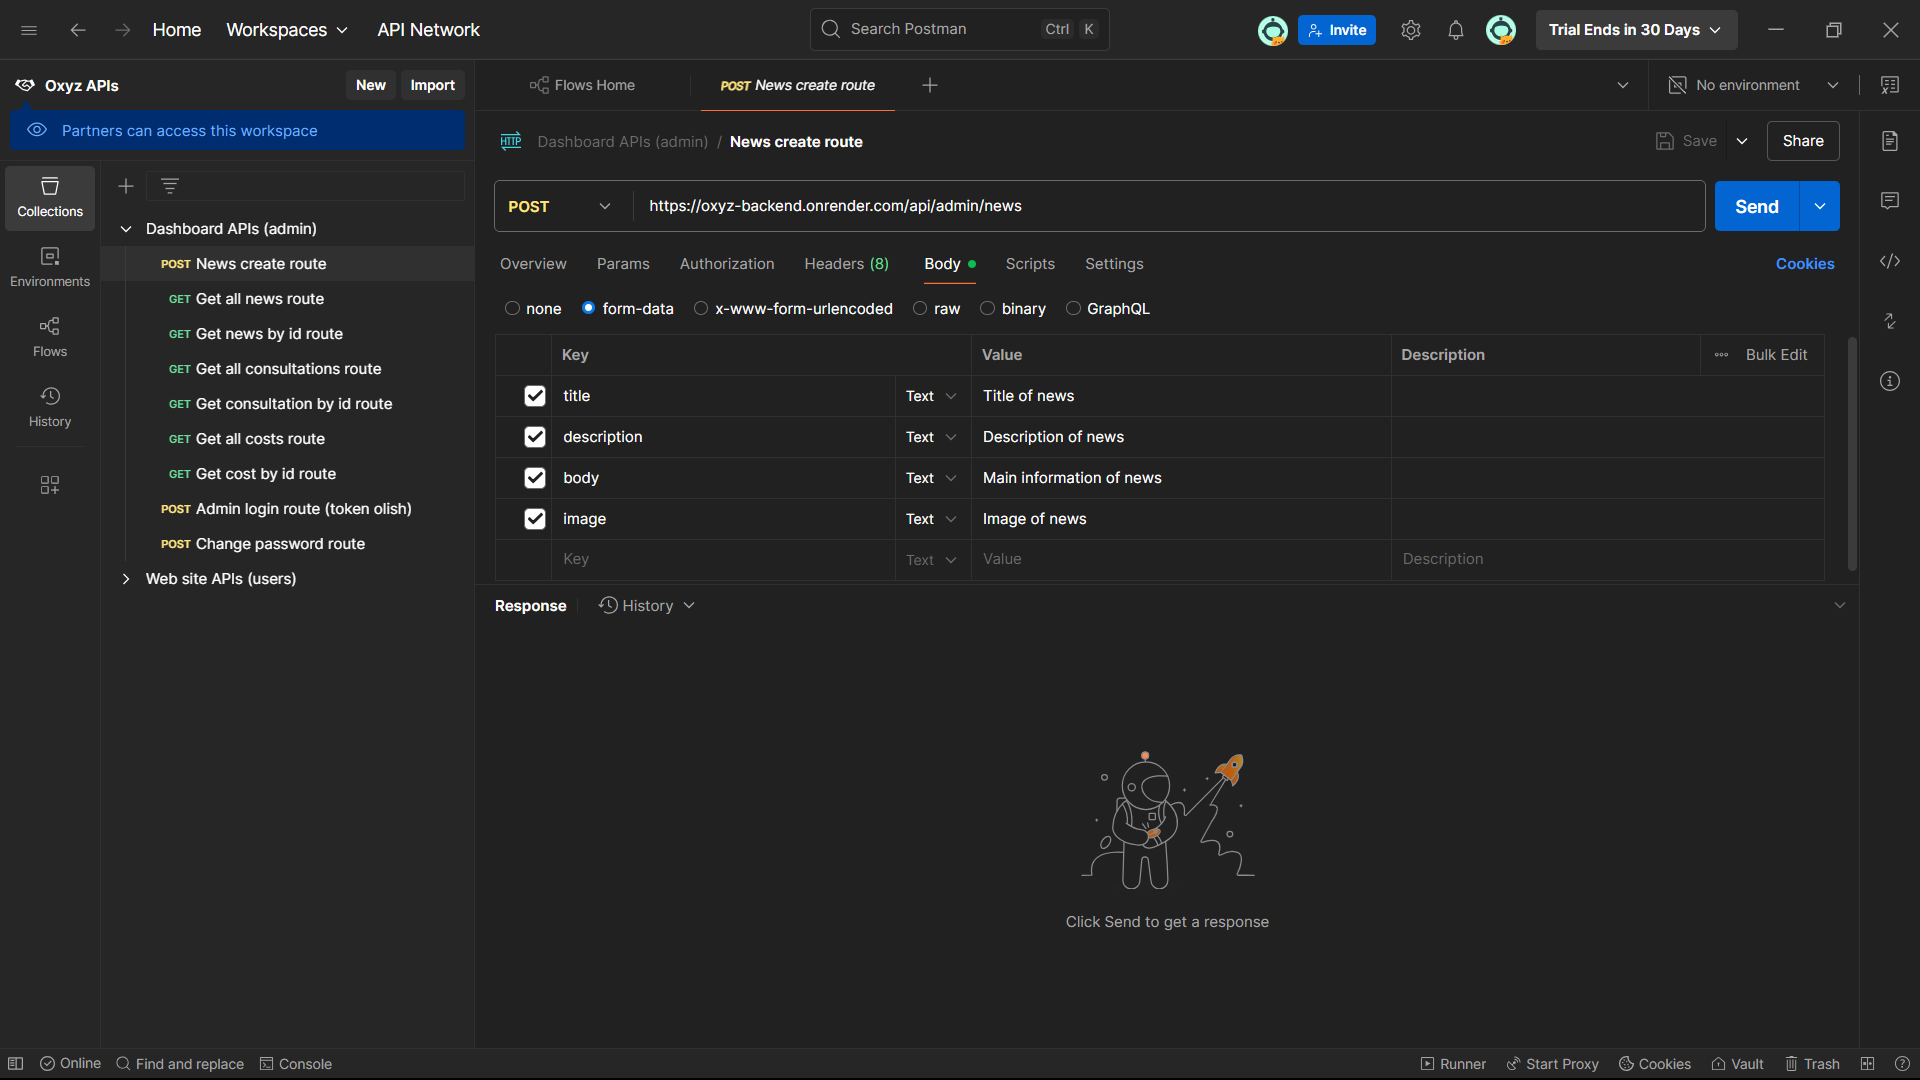 Home Workspaces API Network Search Postman Ctrl K Invite Trial Ends in 30 Days
Oxyz APIs New Import
Partners can access this workspace
Flows Home POST News create route No environment
HTTP Dashboard APIs (admin) / News create route Save Share
POST https://oxyz-backend.onrender.com/api/admin/news Send
Collections
Environments
Flows
History
Dashboard APIs (admin)
POST News create route
GET Get all news route
GET Get news by id route
GET Get all consultations route
GET Get consultation by id route
GET Get all costs route
GET Get cost by id route
POST Admin login route (token olish)
POST Change password route
Web site APIs (users)
Overview Params Authorization Headers (8) Body Scripts Settings Cookies
none form-data x-www-form-urlencoded raw binary GraphQL
Key Value Description Bulk Edit
title Text Title of news
description Text Description of news
body Text Main information of news
image Text Image of news
Key Text Value Description
Response History
Click Send to get a response
Online Find and replace Console Runner Start Proxy Cookies Vault Trash